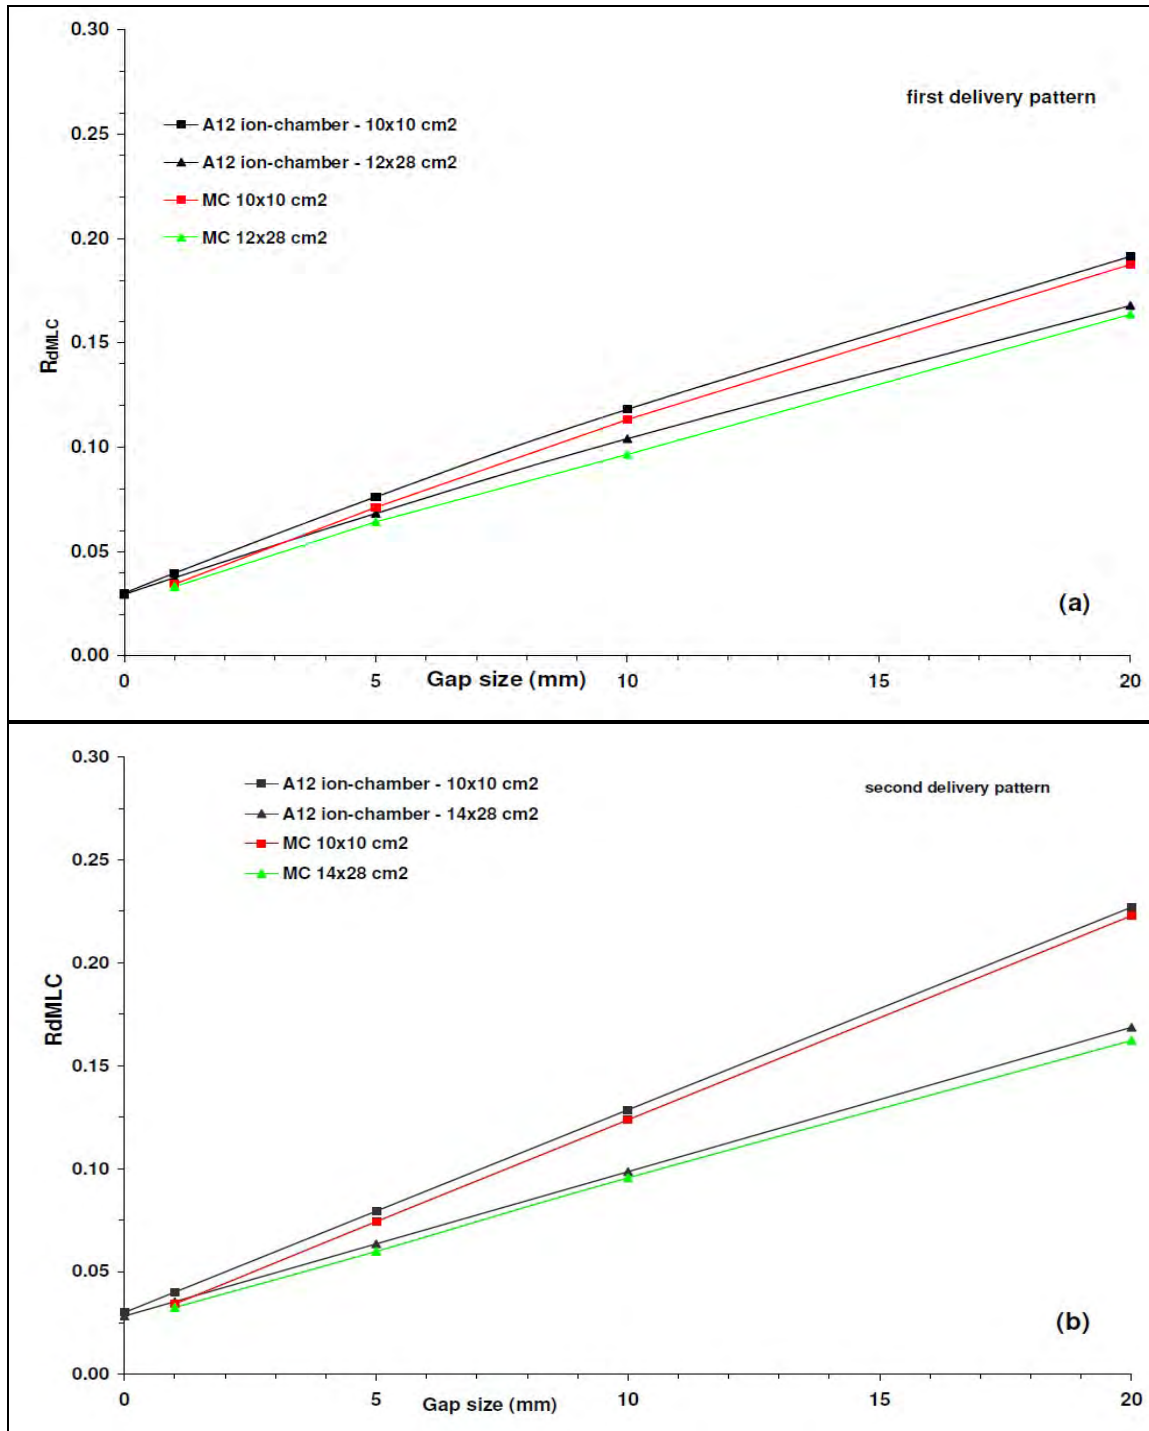 0.30
first delivery pattern
0.25
A12 ion-chamber - 10x10 cm2
A12 ion-chamber - 12x28 cm2
MC 10x10 cm2
MC 12x28 cm2
0.20
0.15
RdMLC
0.10
0.05
(a)
0.00
0
5
Gap size (mm)
10
15
20
0.30
A12 ion-chamber - 10x10 cm2
second delivery pattern
A12 ion-chamber - 14x28 cm2
MC 10x10 cm2
MC 14x28 cm2
0.25
0.20
RdMLC
0.15
0.10
0.05
(b)
0.00
0
5
Gap size (mm)
10
15
20